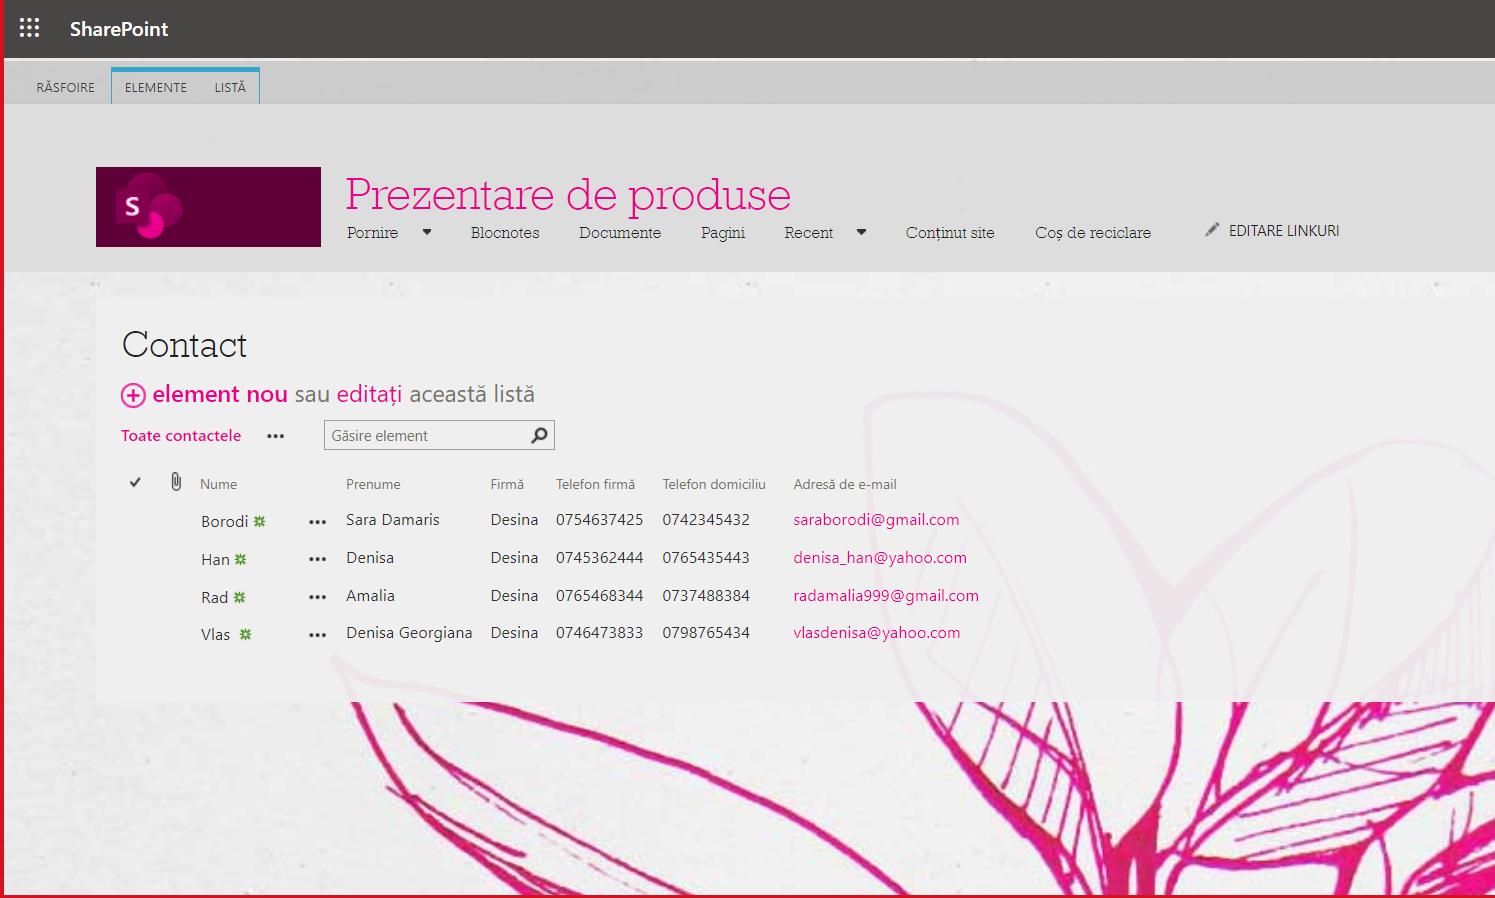 SharePoint
RĂSFOIRE ELEMENTE LISTĂ
S
Prezentare de produse
Pornire Blocnotes Documente Pagini Recent Conținut site Coș de reciclare EDITARE LINKURI
Contact
element nou sau editați această listă
Toate contactele ••• Găsire element
Nume Prenume Firmă Telefon firmă Telefon domiciliu Adresă de e-mail
Borodi ••• Sara Damaris Desina 0754637425 0742345432 saraborodi@gmail.com
Han ••• Denisa Desina 0745362444 0765435443 denisa_han@yahoo.com
Rad ••• Amalia Desina 0765468344 0737488384 radamalia999@gmail.com
Vlas ••• Denisa Georgiana Desina 0746473833 0798765434 vlasdenisa@yahoo.com